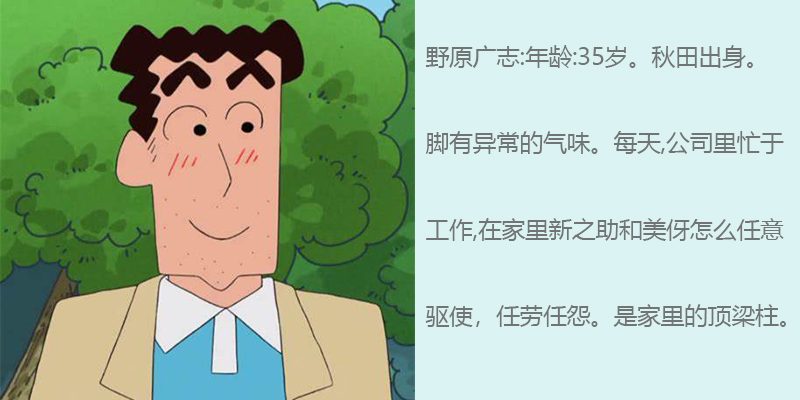 野原广志:年龄:35岁。秋田出身。
脚有异常的气味。每天,公司里忙于
工作,在家里新之助和美伢怎么任意
驱使，任劳任怨。是家里的顶梁柱。